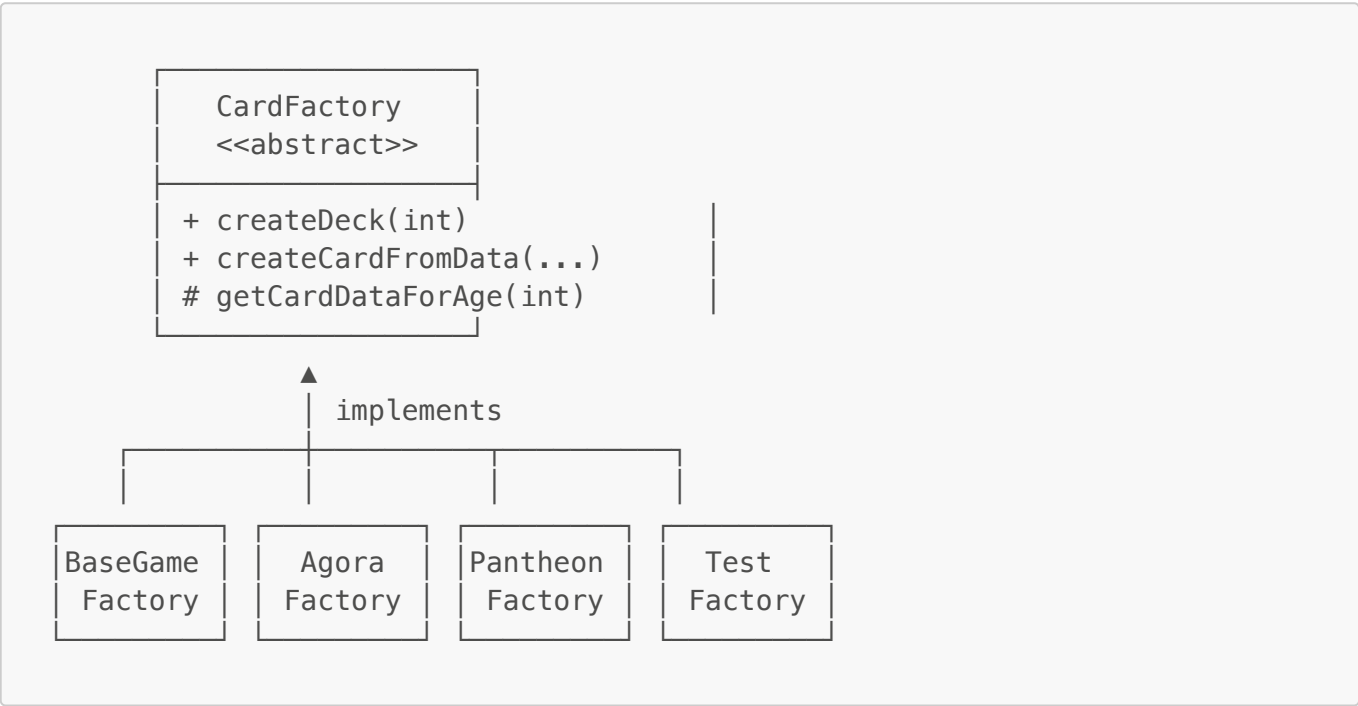 CardFactory
<<abstract>>
+ createDeck(int)
+ createCardFromData(...)
# getCardDataForAge(int)
implements
BaseGame Agora Pantheon Test
Factory Factory Factory Factory